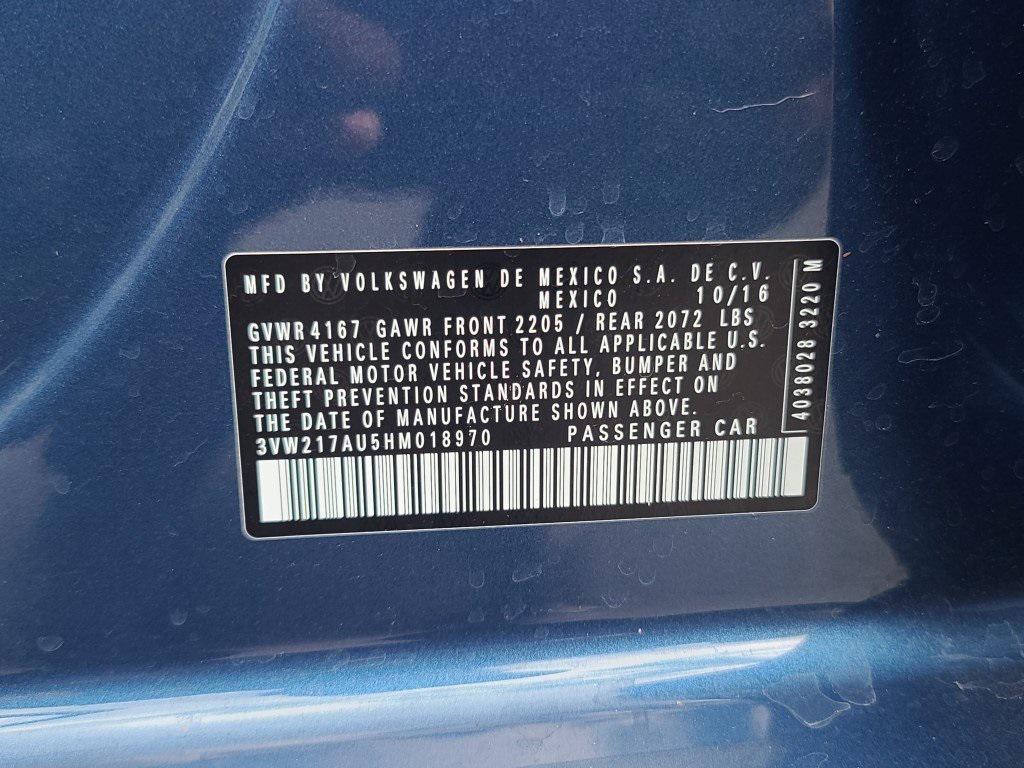 MFD BY VOLKSWAGEN DE MEXICO S.A. DE C.V.
MEXICO 10/16
GVWR 4167 GAWR FRONT 2205 / REAR 2072 LBS
THIS VEHICLE CONFORMS TO ALL APPLICABLE U.S.
FEDERAL MOTOR VEHICLE SAFETY, BUMPER AND
THEFT PREVENTION STANDARDS IN EFFECT ON
THE DATE OF MANUFACTURE SHOWN ABOVE.
3VW217AU5HM018970 PASSENGER CAR
4038028 3220 M